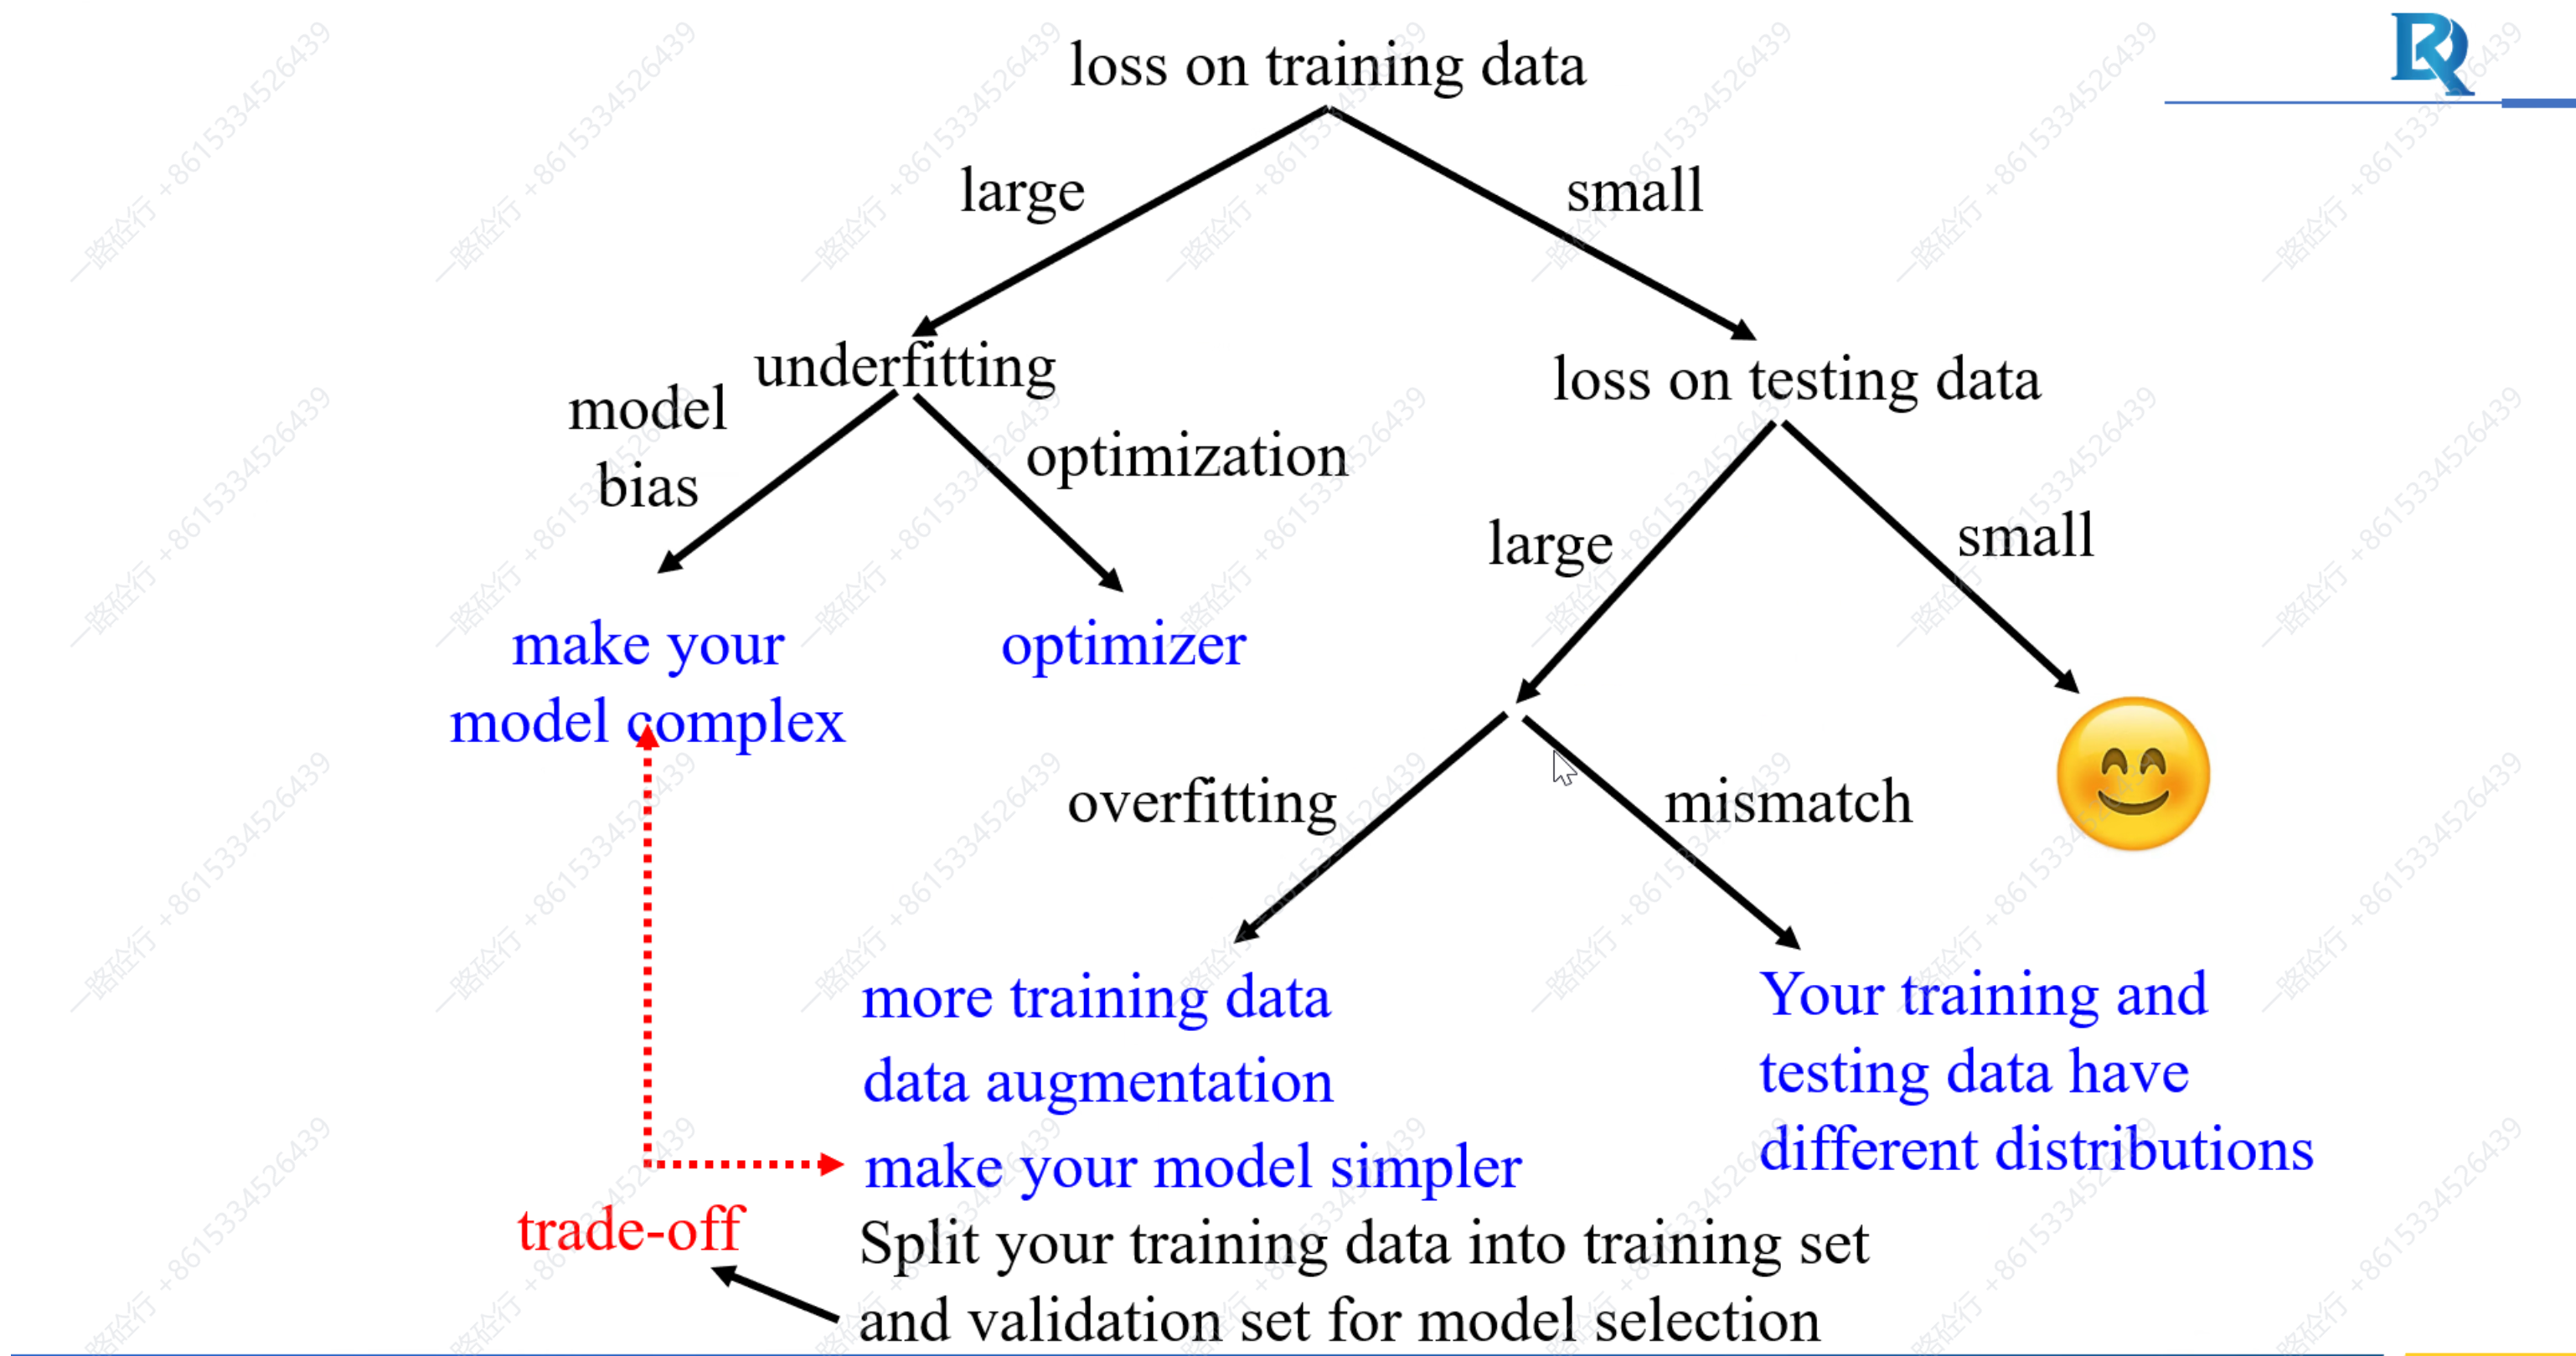 loss on training data
large
small
underfitting
loss on testing data
model
bias
optimization
large
small
make your
model complex
optimizer
overfitting
mismatch
more training data
data augmentation
make your model simpler
Your training and
testing data have
different distributions
trade-off
Split your training data into training set
and validation set for model selection
一路砼行 +8615334526439